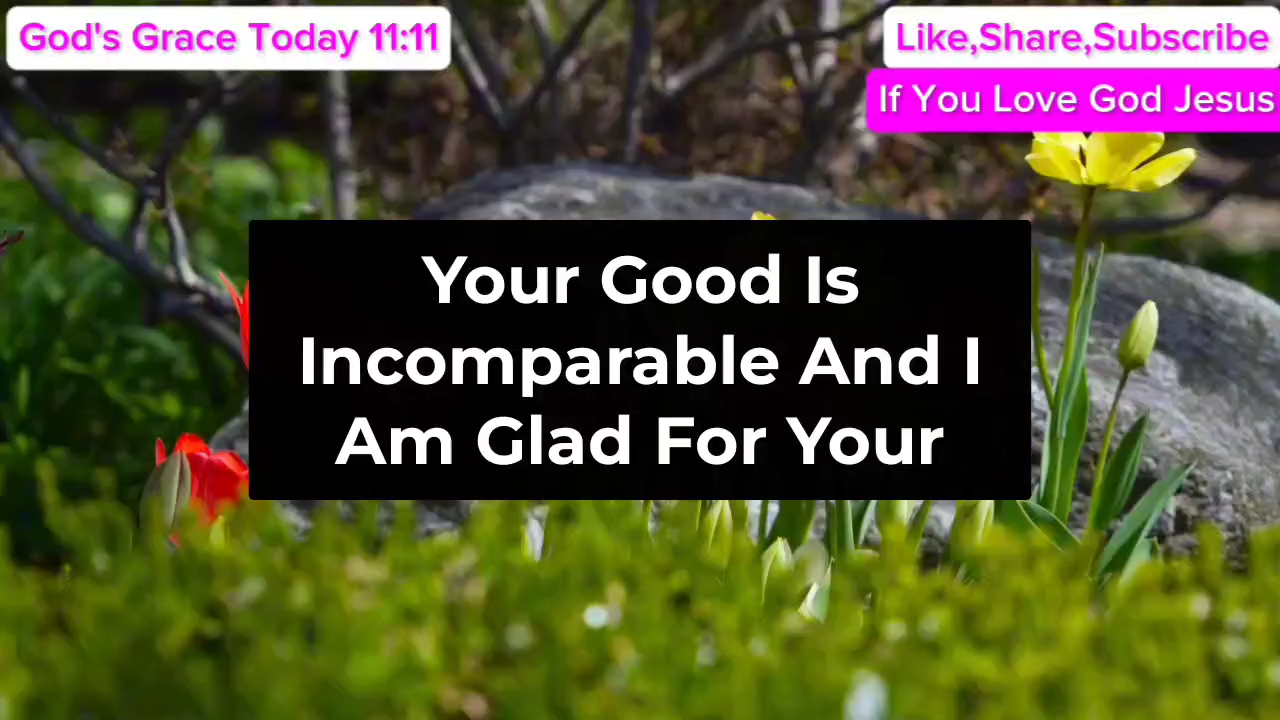 God's Grace Today 11:11
Like,Share,Subscribe
If You Love God Jesus
Your Good Is
Incomparable And I
Am Glad For Your